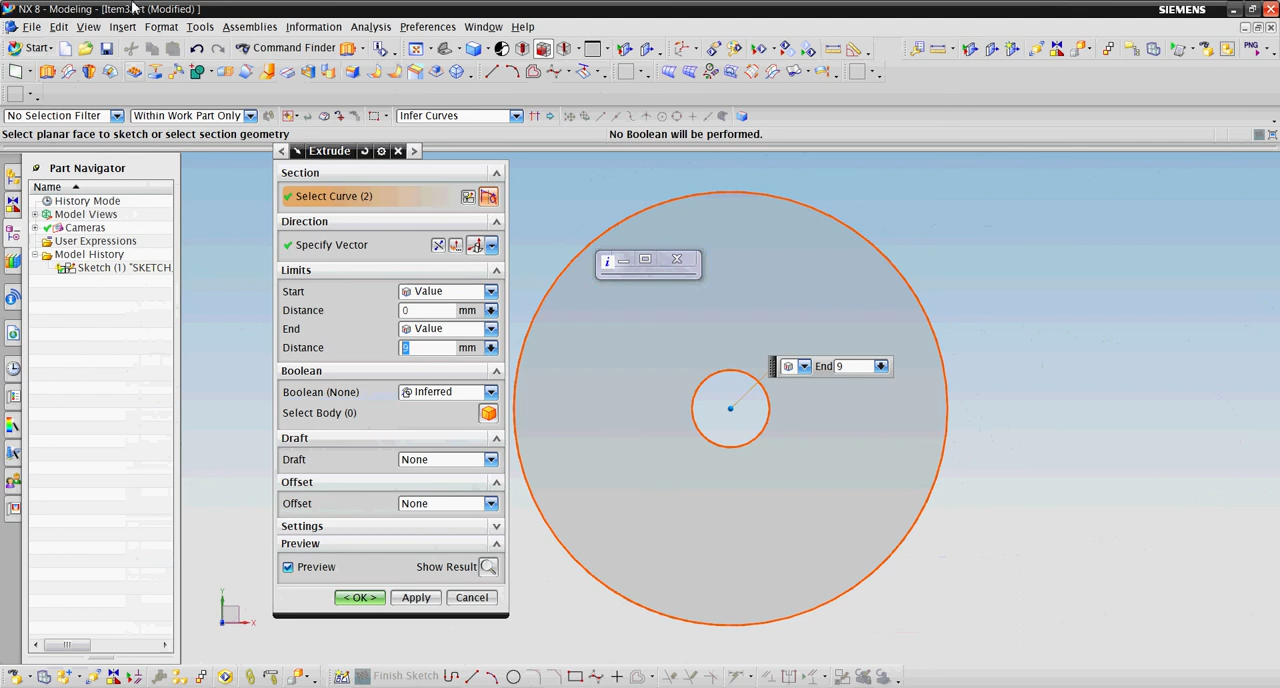 NX 8 - Modeling - [Item3.prt (Modified) ]
SIEMENS
File Edit View Insert Format Tools Assemblies Information Analysis Preferences Window Help
Start Command Finder PNG
No Selection Filter Within Work Part Only Infer Curves
Select planar face to sketch or select section geometry No Boolean will be performed.
Part Navigator
Name
History Mode
Model Views
Cameras
User Expressions
Model History
Sketch (1) "SKETCH_
Extrude
Section
Select Curve (2)
Direction
Specify Vector
Limits
Start Value
Distance 0 mm
End Value
Distance 9 mm
Boolean
Boolean (None) Inferred
Select Body (0)
Draft
Draft None
Offset
Offset None
Settings
Preview
Preview Show Result
< OK > Apply Cancel
End 9
Y
X
Finish Sketch